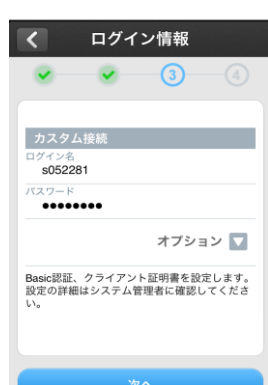 ログイン情報
3
4
カスタム接続
ログイン名
s052281
パスワード
●●●●●●●●
オプション
Basic認証、クライアント証明書を設定します。
設定の詳細はシステム管理者に確認してくださ
い。
次へ